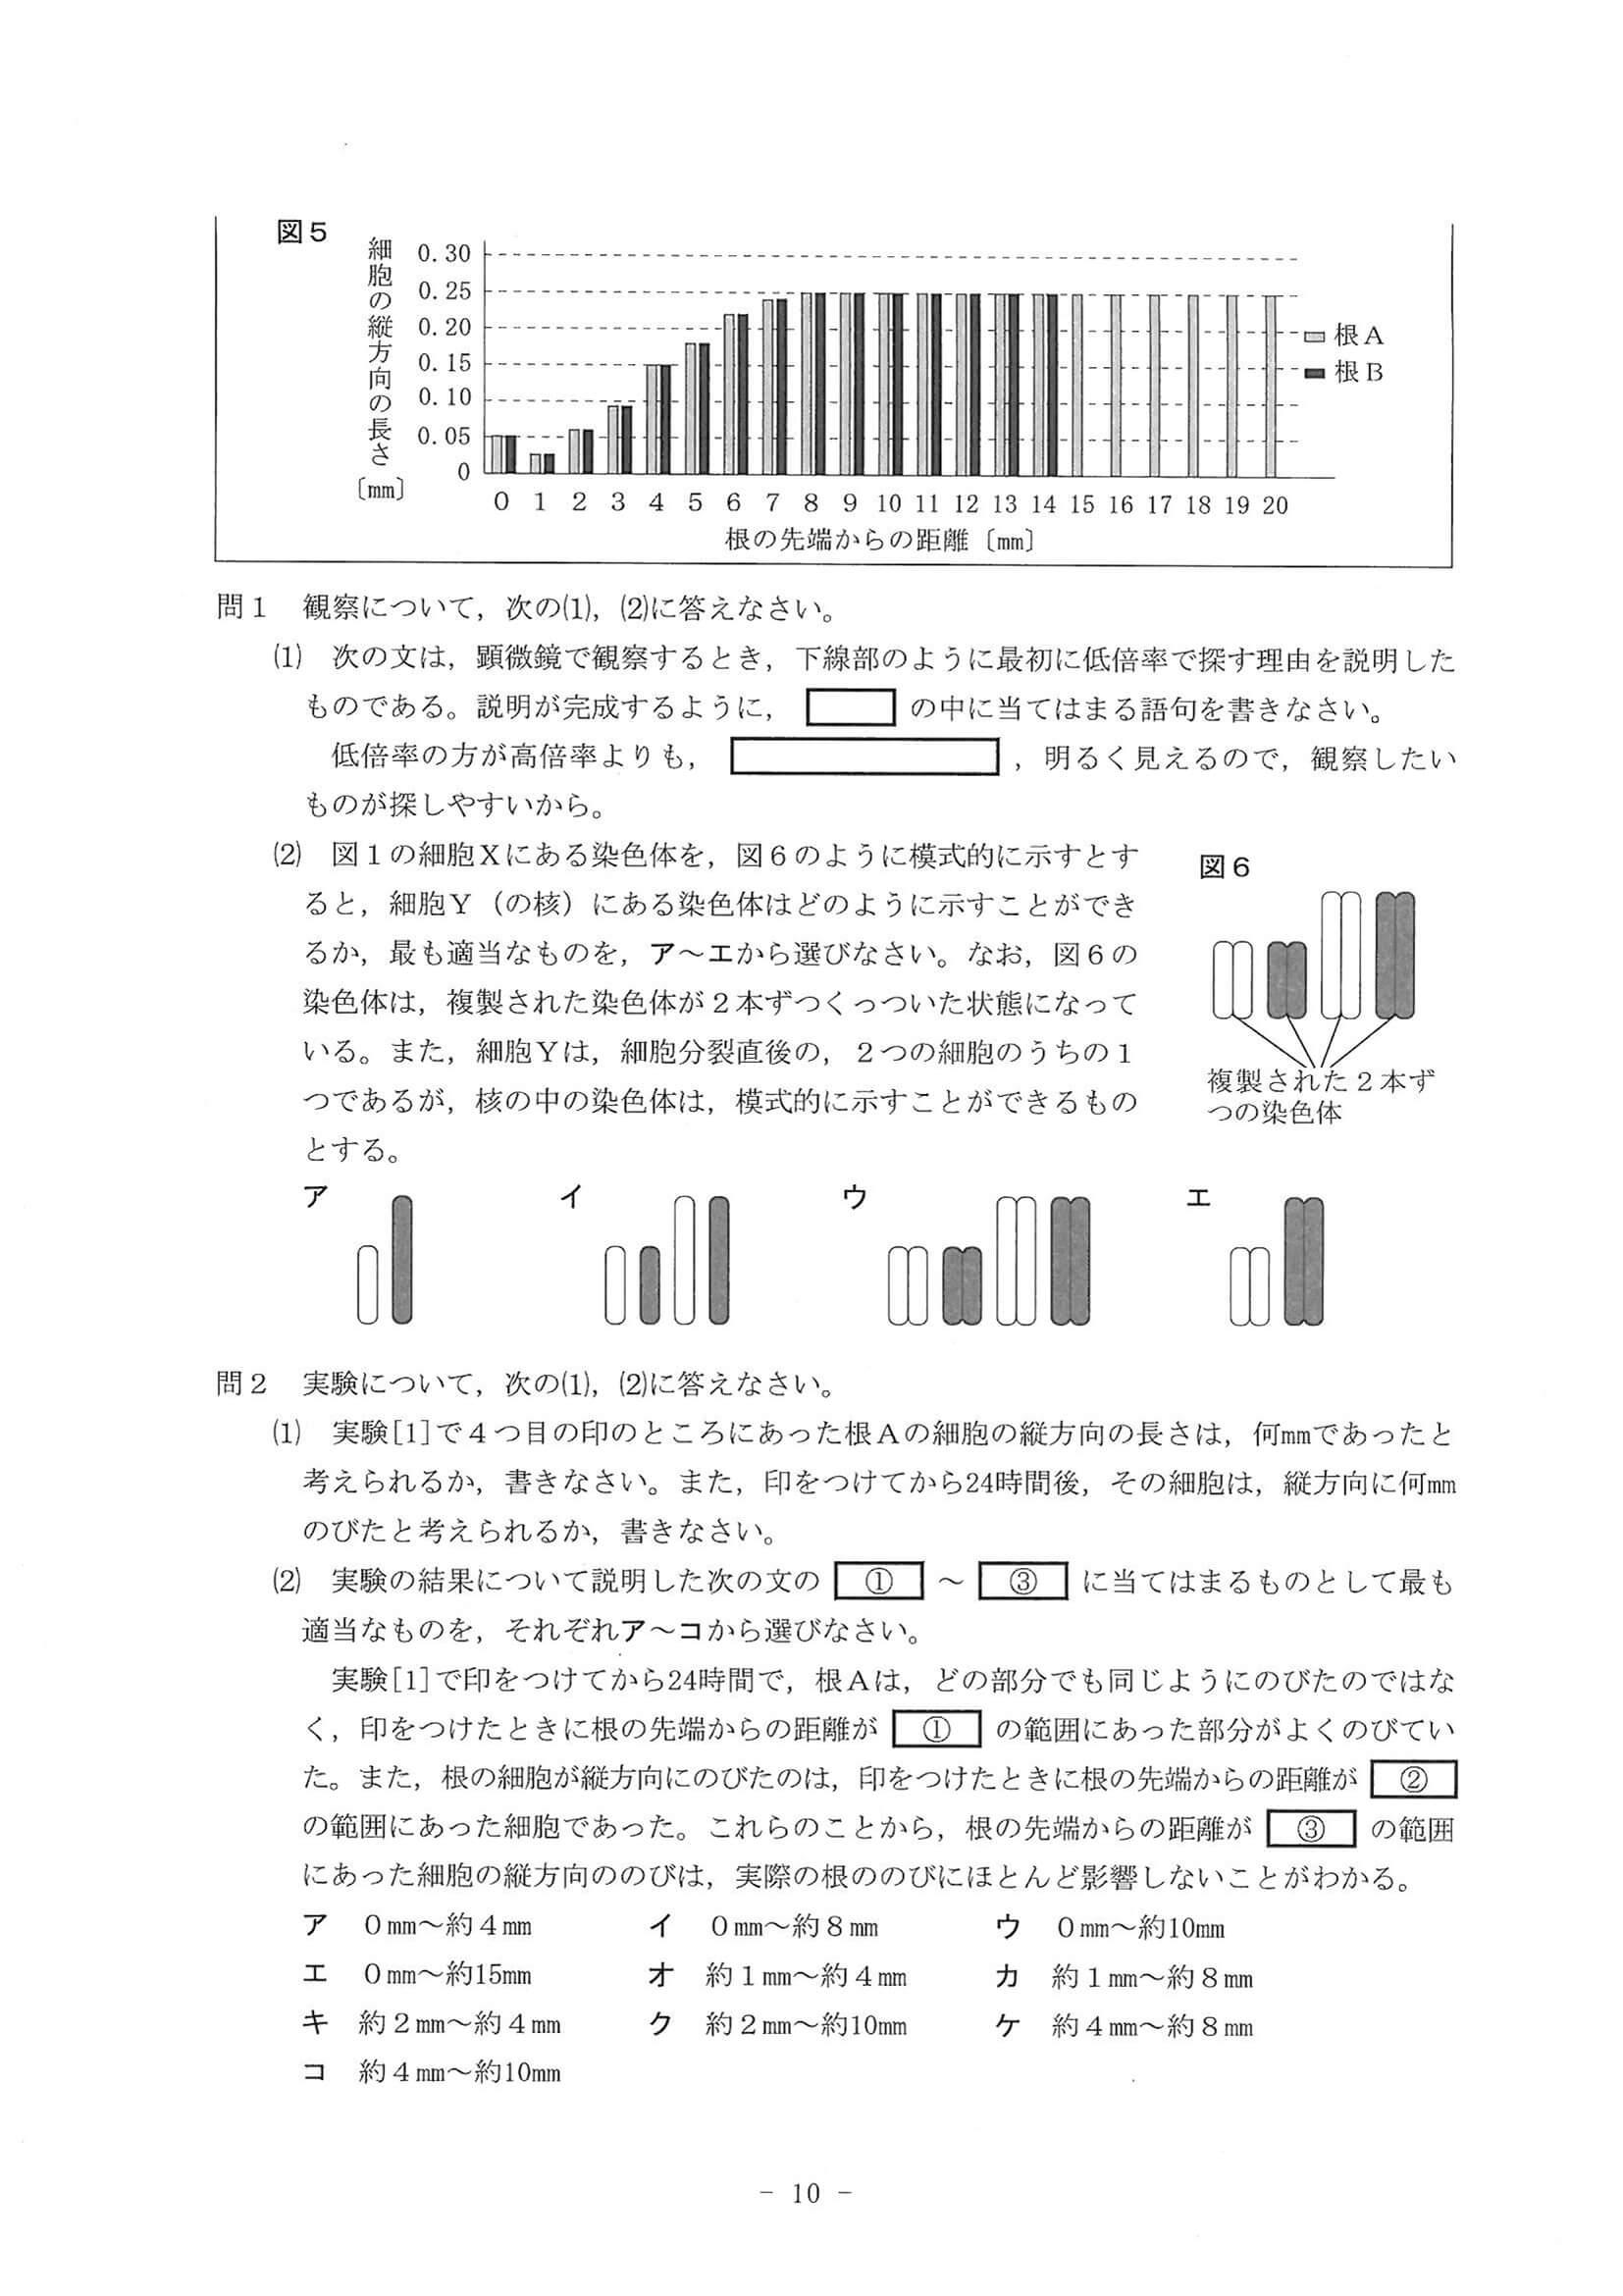 図5
細胞の縦方向の長さ〔mm〕
0.30
0.25
0.20
0.15
0.10
0.05
0
根A
根B
0 1 2 3 4 5 6 7 8 9 10 11 12 13 14 15 16 17 18 19 20
根の先端からの距離〔mm〕
問1 観察について,次の(1),(2)に答えなさい。
(1) 次の文は,顕微鏡で観察するとき,下線部のように最初に低倍率で探す理由を説明した
ものである。説明が完成するように, の中に当てはまる語句を書きなさい。
低倍率の方が高倍率よりも, ,明るく見えるので,観察したい
ものが探しやすいから。
(2) 図1の細胞Xにある染色体を,図6のように模式的に示すとす
ると,細胞Y(の核)にある染色体はどのように示すことができ
るか,最も適当なものを,ア〜エから選びなさい。なお,図6の
染色体は,複製された染色体が2本ずつくっついた状態になって
いる。また,細胞Yは,細胞分裂直後の,2つの細胞のうちの1
つであるが,核の中の染色体は,模式的に示すことができるもの
とする。
図6
複製された2本ず
つの染色体
ア イ ウ エ
問2 実験について,次の(1),(2)に答えなさい。
(1) 実験[1]で4つ目の印のところにあった根Aの細胞の縦方向の長さは,何mmであったと
考えられるか,書きなさい。また,印をつけてから24時間後,その細胞は,縦方向に何mm
のびたと考えられるか,書きなさい。
(2) 実験の結果について説明した次の文の ① 〜 ③ に当てはまるものとして最も
適当なものを,それぞれア〜コから選びなさい。
実験[1]で印をつけてから24時間で,根Aは,どの部分でも同じようにのびたのではな
く,印をつけたときに根の先端からの距離が ① の範囲にあった部分がよくのびてい
た。また,根の細胞が縦方向にのびたのは,印をつけたときに根の先端からの距離が ②
の範囲にあった細胞であった。これらのことから,根の先端からの距離が ③ の範囲
にあった細胞の縦方向ののびは,実際の根ののびにほとんど影響しないことがわかる。
ア 0mm〜約4mm イ 0mm〜約8mm ウ 0mm〜約10mm
エ 0mm〜約15mm オ 約1mm〜約4mm カ 約1mm〜約8mm
キ 約2mm〜約4mm ク 約2mm〜約10mm ケ 約4mm〜約8mm
コ 約4mm〜約10mm
- 10 -